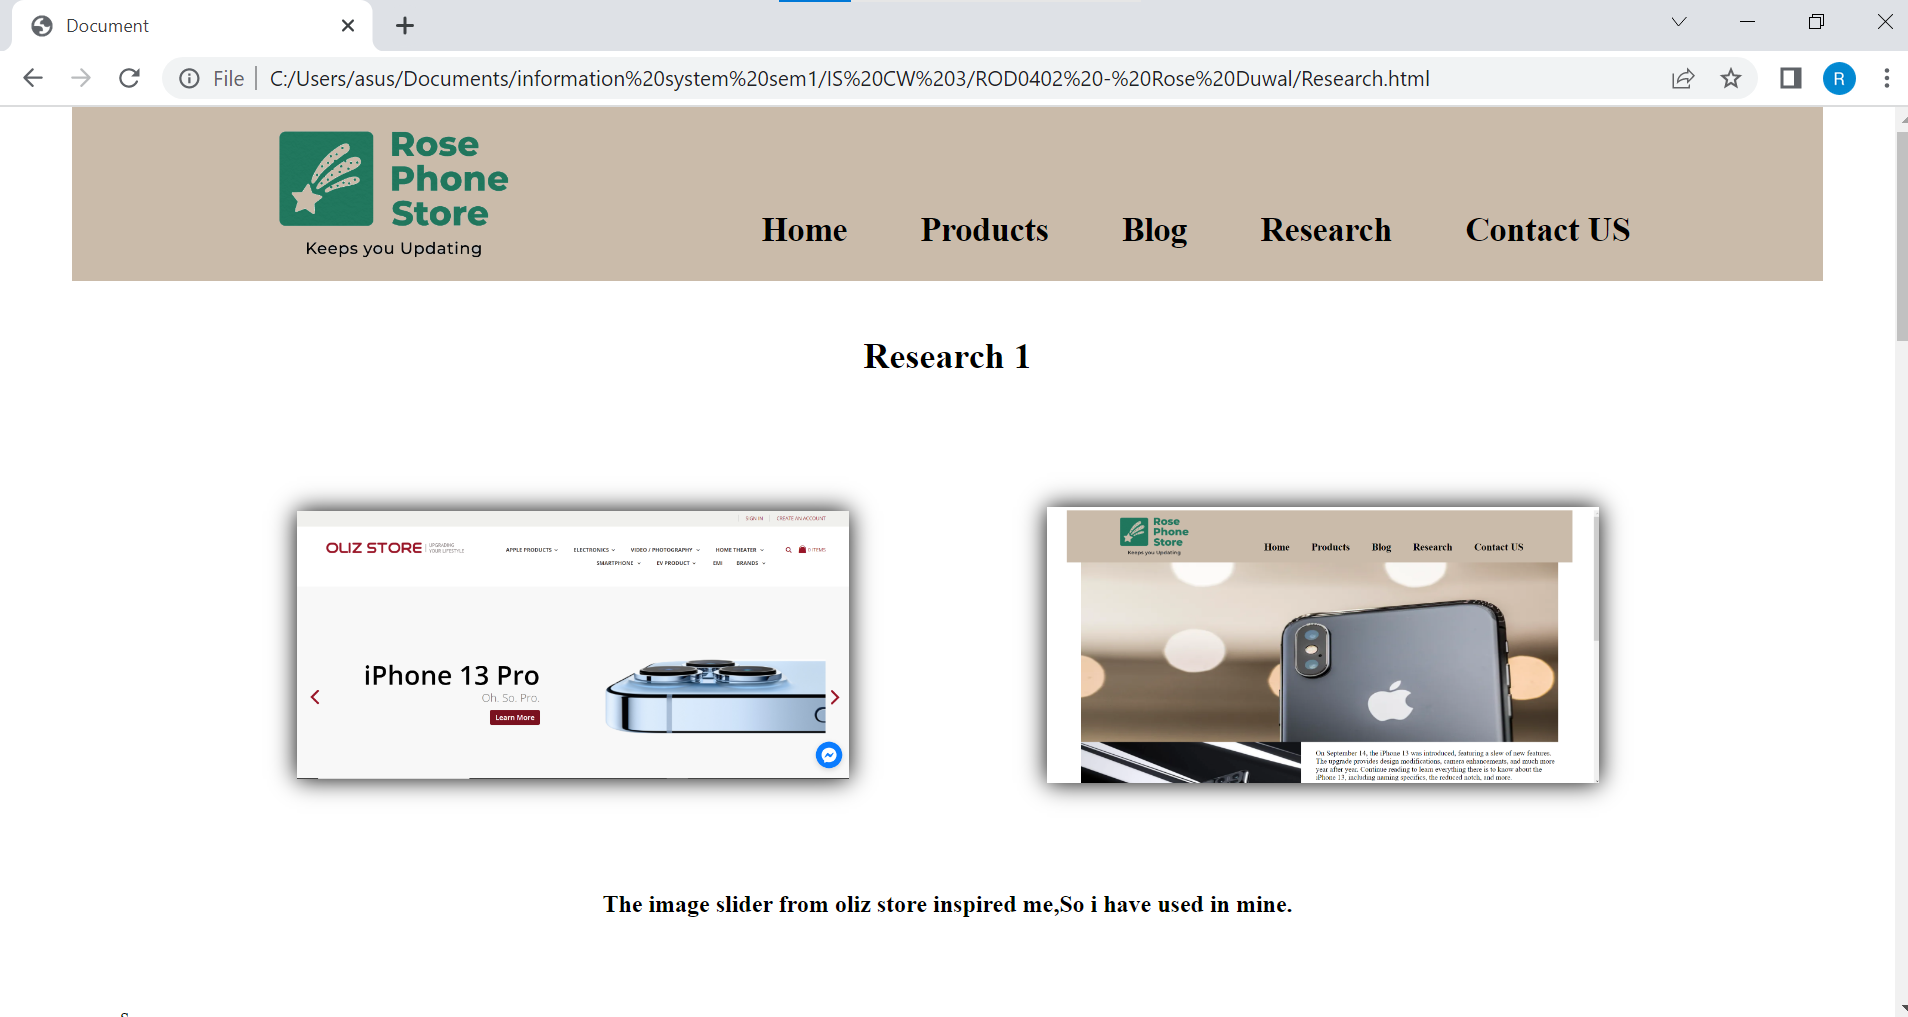 Document
File
C:/Users/asus/Documents/information%20system%20sem1/IS%20CW%203/ROD0402%20-%20Rose%20Duwal/Research.html
R
Rose
Phone
Store
Keeps you Updating
Home
Products
Blog
Research
Contact US
Research 1
SIGN IN
CREATE AN ACCOUNT
OLIZ STORE
UPGRADING
YOUR LIFESTYLE
APPLE PRODUCTS
ELECTRONICS
VIDEO / PHOTOGRAPHY
HOME THEATER
0 ITEMS
SMARTPHONE
EV PRODUCT
EMI
BRANDS
iPhone 13 Pro
Oh. So. Pro.
Learn More
Rose
Phone
Store
Keeps you Updating
Home
Products
Blog
Research
Contact US
On September 14, the iPhone 13 was introduced, featuring a slew of new features.
The upgrade provides design modifications, camera enhancements, and much more
year after year. Continue reading to learn everything there is to know about the
iPhone 13, including naming specifics, the reduced notch, and more.
The image slider from oliz store inspired me,So i have used in mine.